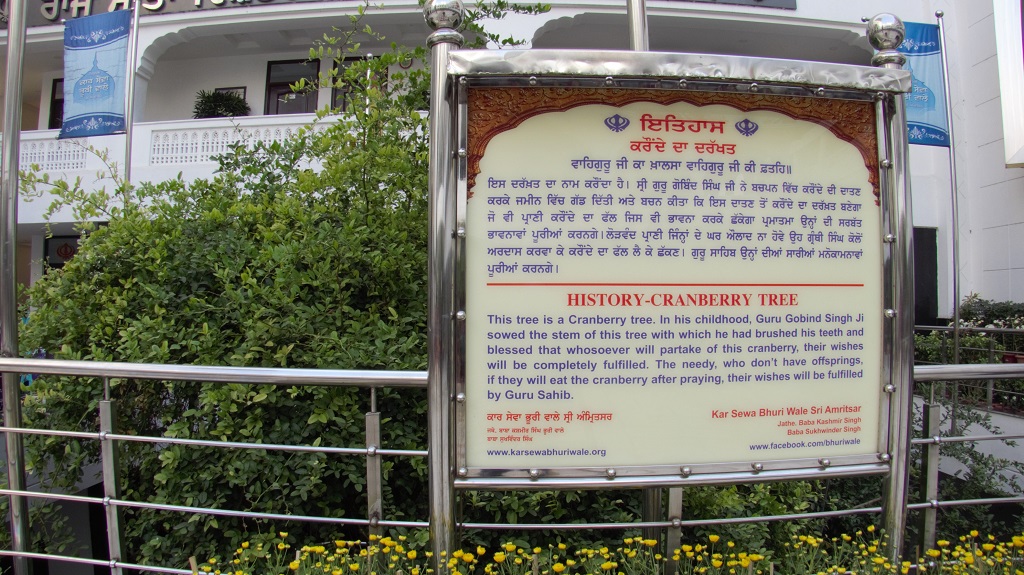 ਇਤਿਹਾਸ
ਕਰੌਂਦੇ ਦਾ ਦਰੱਖਤ
ਵਾਹਿਗੁਰੂ ਜੀ ਕਾ ਖ਼ਾਲਸਾ ਵਾਹਿਗੁਰੂ ਜੀ ਕੀ ਫ਼ਤਹਿ॥
ਇਸ ਦਰੱਖ਼ਤ ਦਾ ਨਾਮ ਕਰੌਂਦਾ ਹੈ। ਸ੍ਰੀ ਗੁਰੂ ਗੋਬਿੰਦ ਸਿੰਘ ਜੀ ਨੇ ਬਚਪਨ ਵਿੱਚ ਕਰੌਂਦੇ ਦੀ ਦਾਤਣ
ਕਰਕੇ ਜਮੀਨ ਵਿੱਚ ਗੱਡ ਦਿੱਤੀ ਅਤੇ ਬਚਨ ਕੀਤਾ ਕਿ ਇਸ ਦਾਤਣ ਤੋਂ ਕਰੌਂਦੇ ਦਾ ਦਰੱਖਤ ਬਣੇਗਾ
ਜੋ ਵੀ ਪ੍ਰਾਣੀ ਕਰੌਂਦੇ ਦਾ ਫੱਲ ਜਿਸ ਵੀ ਭਾਵਨਾ ਕਰਕੇ ਛੱਕੇਗਾ ਪ੍ਰਮਾਤਮਾ ਉਨ੍ਹਾਂ ਦੀ ਸਰਬੱਤ
ਭਾਵਨਾਵਾਂ ਪੂਰੀਆਂ ਕਰਨਗੇ। ਲੋੜਵੰਦ ਪ੍ਰਾਣੀ ਜਿੰਨ੍ਹਾਂ ਦੇ ਘਰ ਔਲਾਦ ਨਾ ਹੋਵੇ ਉਹ ਗ੍ਰੰਥੀ ਸਿੰਘ ਕੋਲੋਂ
ਅਰਦਾਸ ਕਰਵਾ ਕੇ ਕਰੌਂਦੇ ਦਾ ਫੱਲ ਲੈ ਕੇ ਛੱਕਣ। ਗੁਰੂ ਸਾਹਿਬ ਉਨ੍ਹਾਂ ਦੀਆਂ ਸਾਰੀਆਂ ਮਨੋਕਾਮਨਾਵਾਂ
ਪੂਰੀਆਂ ਕਰਨਗੇ।
HISTORY-CRANBERRY TREE
This tree is a Cranberry tree. In his childhood, Guru Gobind Singh Ji
sowed the stem of this tree with which he had brushed his teeth and
blessed that whosoever will partake of this cranberry, their wishes
will be completely fulfilled. The needy, who don't have offsprings,
if they will eat the cranberry after praying, their wishes will be fulfilled
by Guru Sahib.
ਕਾਰ ਸੇਵਾ ਭੂਰੀ ਵਾਲੇ ਸ੍ਰੀ ਅੰਮ੍ਰਿਤਸਰ
ਜਥੇ. ਬਾਬਾ ਕਸ਼ਮੀਰ ਸਿੰਘ ਭੂਰੀ ਵਾਲੇ
ਬਾਬਾ ਸੁਖਵਿੰਦਰ ਸਿੰਘ
www.karsewabhuriwale.org
Kar Sewa Bhuri Wale Sri Amritsar
Jathe. Baba Kashmir Singh
Baba Sukhwinder Singh
www.facebook.com/bhuriwale